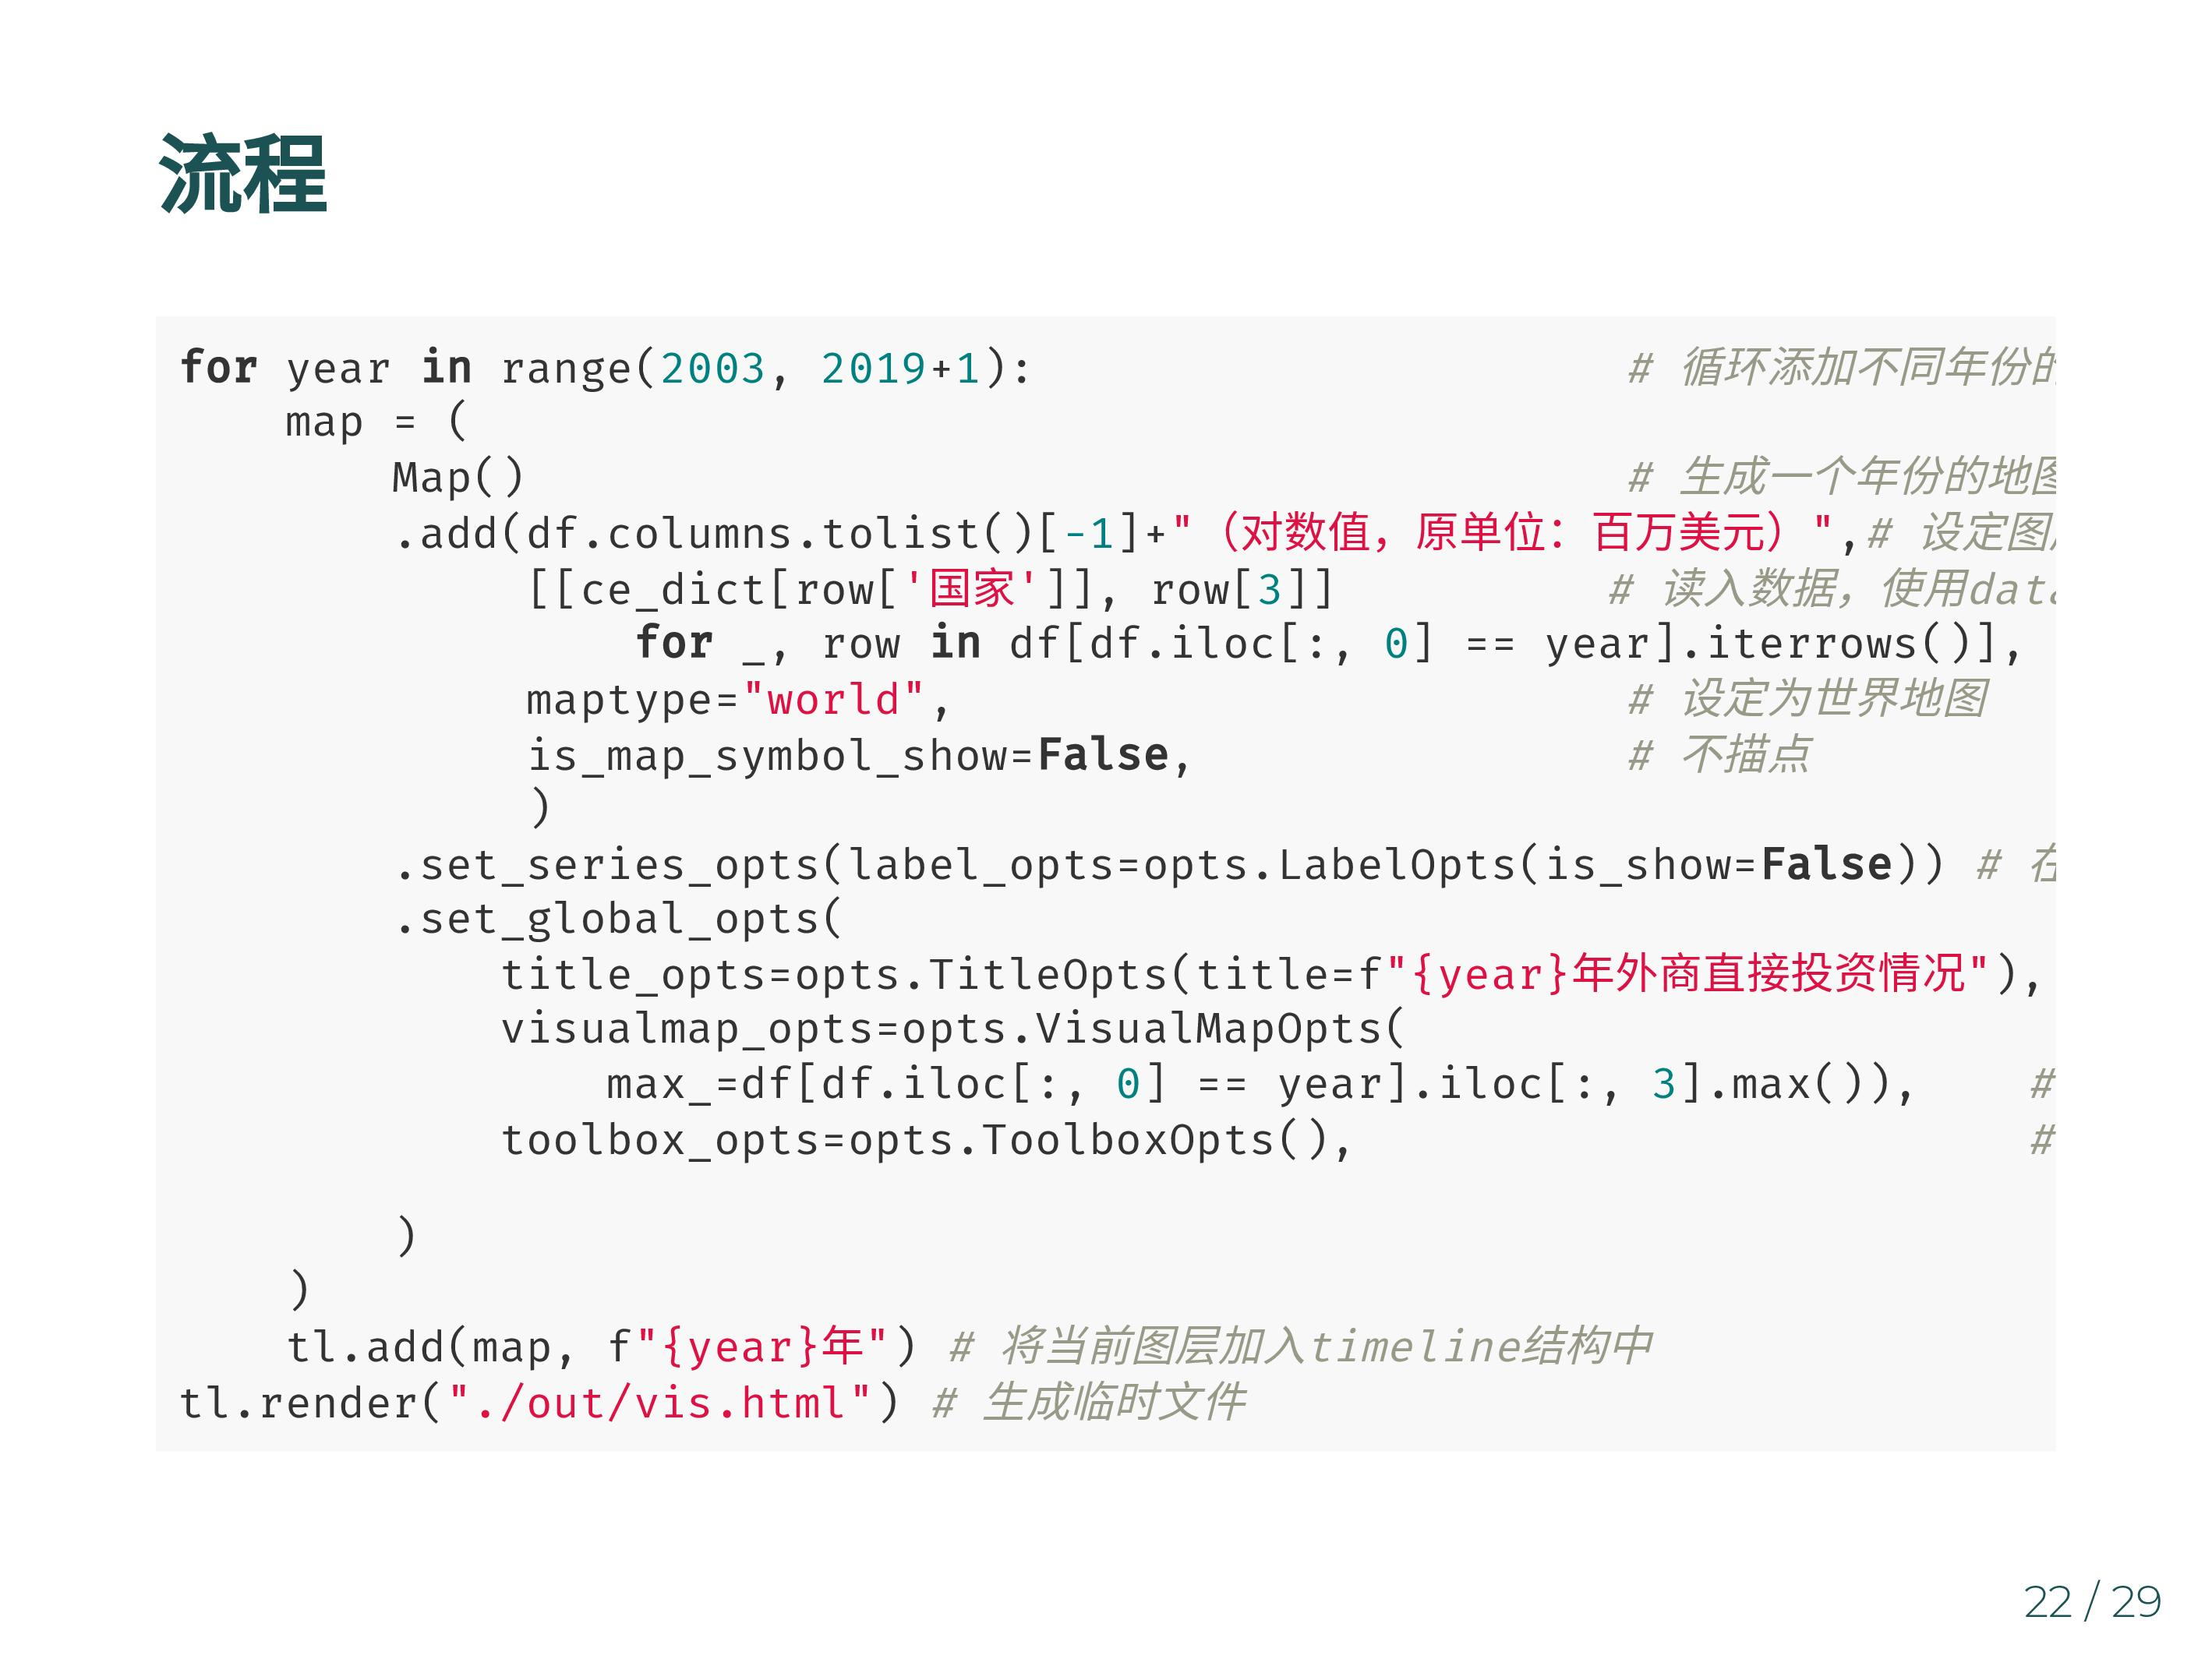 流程
for year in range(2003, 2019+1): # 循环添加不同年份的
map = (
Map() # 生成一个年份的地图
.add(df.columns.tolist()[-1]+"（对数值，原单位：百万美元）",# 设定图
[[ce_dict[row['国家']], row[3]] # 读入数据，使用data
for _, row in df[df.iloc[:, 0] == year].iterrows()],
maptype="world", # 设定为世界地图
is_map_symbol_show=False, # 不描点
)
.set_series_opts(label_opts=opts.LabelOpts(is_show=False)) # 在
.set_global_opts(
title_opts=opts.TitleOpts(title=f"{year}年外商直接投资情况"),
visualmap_opts=opts.VisualMapOpts(
max_=df[df.iloc[:, 0] == year].iloc[:, 3].max()), #
toolbox_opts=opts.ToolboxOpts(), #
)
)
tl.add(map, f"{year}年") # 将当前图层加入timeline结构中
tl.render("./out/vis.html") # 生成临时文件
22 / 29